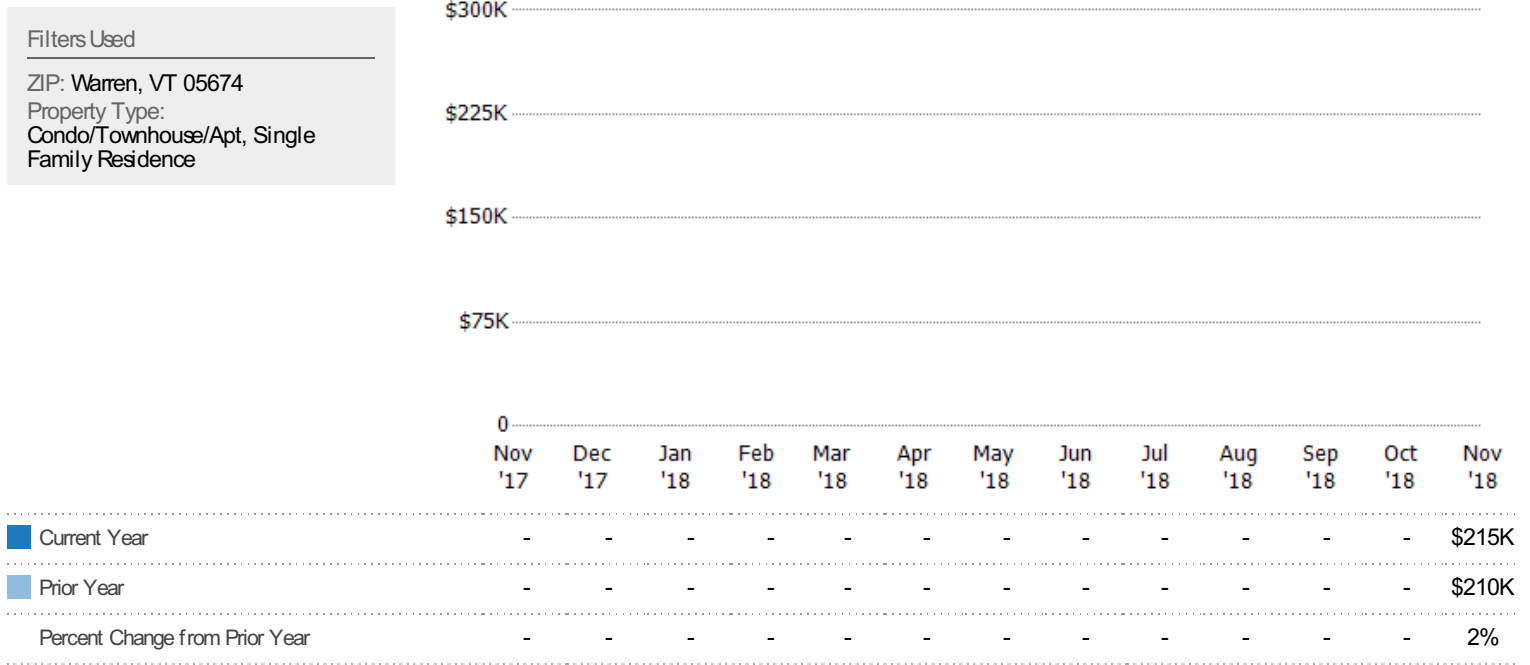 Filters Used
ZIP: Warren, VT 05674
Property Type:
Condo/Townhouse/Apt, Single
Family Residence
$300K
$225K
$150K
$75K
0
Nov Dec Jan Feb Mar Apr May Jun Jul Aug Sep Oct Nov
'17 '17 '18 '18 '18 '18 '18 '18 '18 '18 '18 '18 '18
Current Year - - - - - - - - - - - - $215K
Prior Year - - - - - - - - - - - - $210K
Percent Change from Prior Year - - - - - - - - - - - - 2%